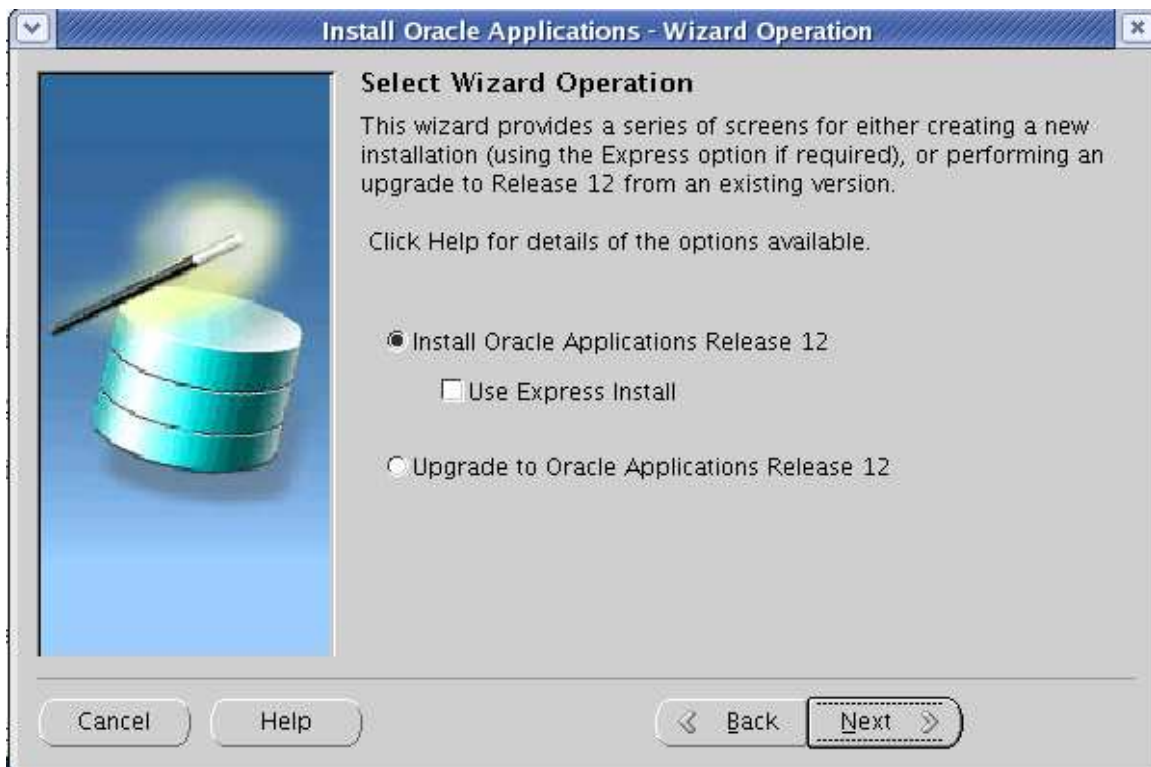 Install Oracle Applications - Wizard Operation
Select Wizard Operation
This wizard provides a series of screens for either creating a new
installation (using the Express option if required), or performing an
upgrade to Release 12 from an existing version.
Click Help for details of the options available.
Install Oracle Applications Release 12
Use Express Install
Upgrade to Oracle Applications Release 12
Cancel Help Back Next